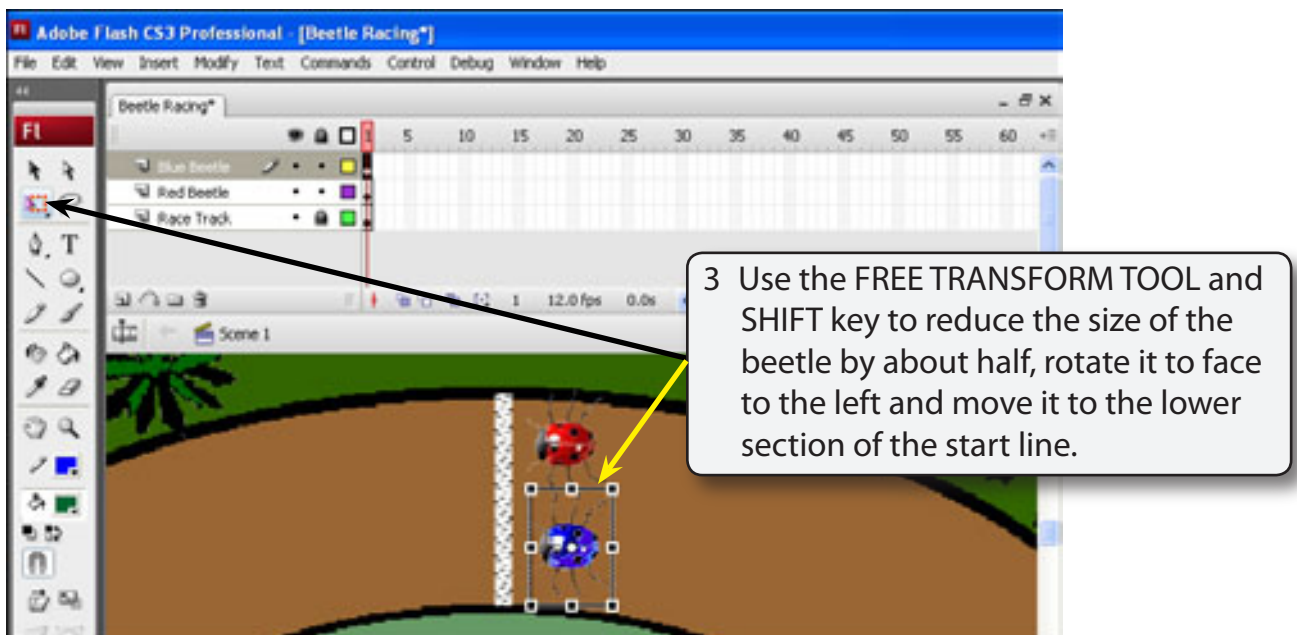 Fl Adobe Flash CS3 Professional - [Beetle Racing*]
File Edit View Insert Modify Text Commands Control Debug Window Help
Beetle Racing*
Fl
1 5 10 15 20 25 30 35 40 45 50 55 60
Blue Beetle
Red Beetle
Race Track
T
1 12.0 fps 0.0s
Scene 1
3 Use the FREE TRANSFORM TOOL and
SHIFT key to reduce the size of the
beetle by about half, rotate it to face
to the left and move it to the lower
section of the start line.